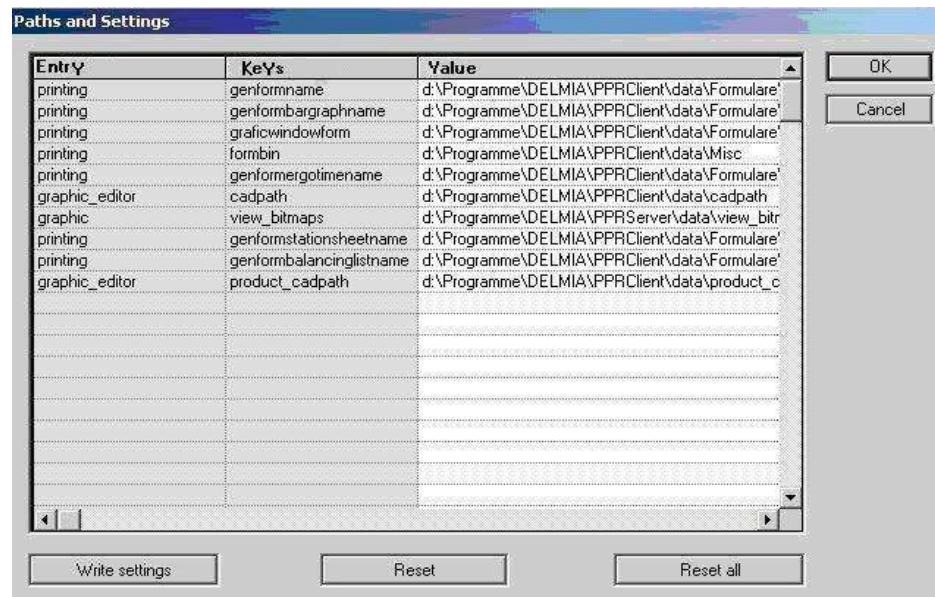 Paths and Settings
Entry KeYs Value
printing genformname d:\Programme\DELMIA\PPRClient\data\Formulare'
printing genformbargraphname d:\Programme\DELMIA\PPRClient\data\Formulare'
printing graficwindowform d:\Programme\DELMIA\PPRClient\data\Formulare'
printing formbin d:\Programme\DELMIA\PPRClient\data\Misc
printing genformergotimename d:\Programme\DELMIA\PPRClient\data\Formulare'
graphic_editor cadpath d:\Programme\DELMIA\PPRClient\data\cadpath
graphic view_bitmaps d:\Programme\DELMIA\PPRServer\data\view_bitr
printing genformstationsheetname d:\Programme\DELMIA\PPRClient\data\Formulare'
printing genformbalancinglistname d:\Programme\DELMIA\PPRClient\data\Formulare'
graphic_editor product_cadpath d:\Programme\DELMIA\PPRClient\data\product_c
OK
Cancel
Write settings Reset Reset all